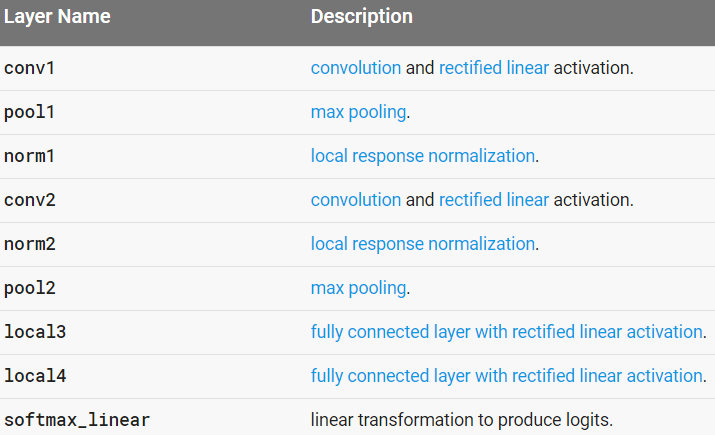 Layer Name Description
conv1 convolution and rectified linear activation.
pool1 max pooling.
norm1 local response normalization.
conv2 convolution and rectified linear activation.
norm2 local response normalization.
pool2 max pooling.
local3 fully connected layer with rectified linear activation.
local4 fully connected layer with rectified linear activation.
softmax_linear linear transformation to produce logits.